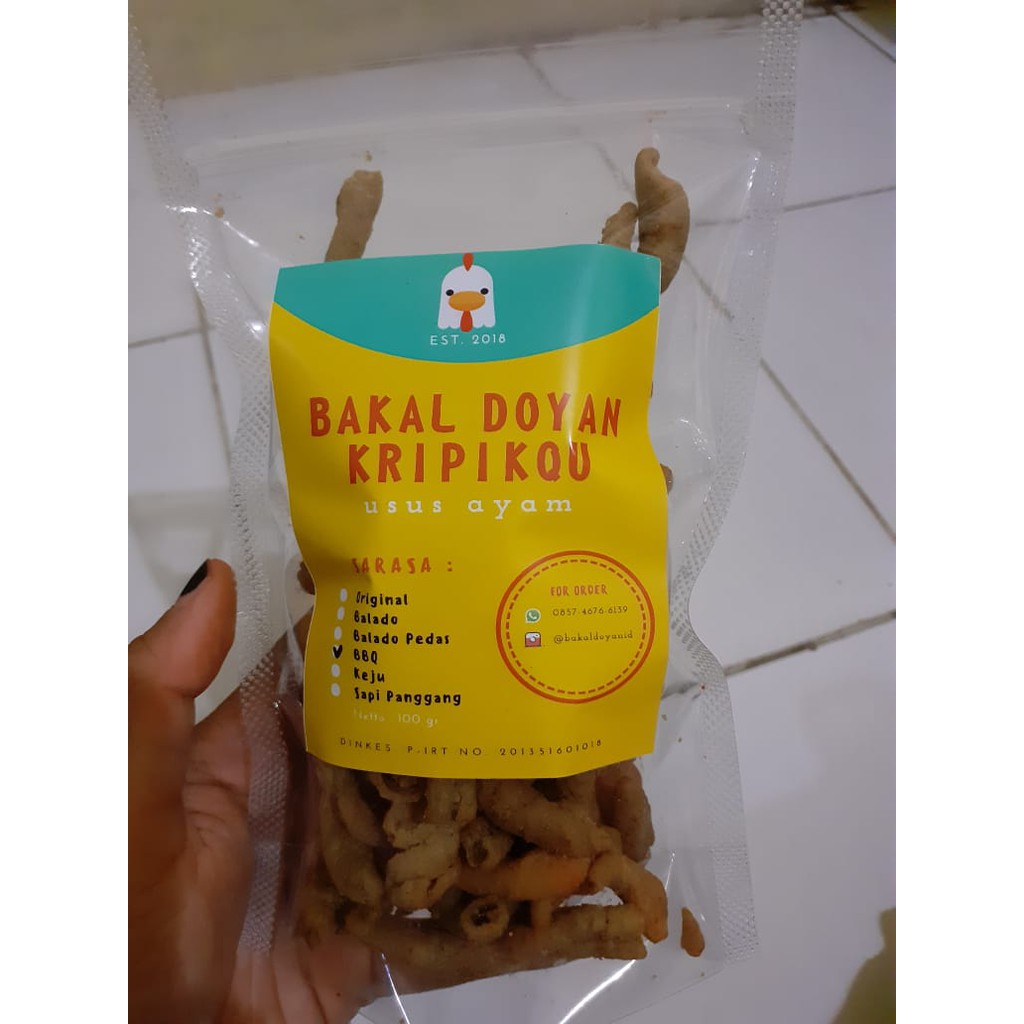 EST. 2018
BAKAL DOYAN
KRIPIKQU
usus ayam
SARASA :
Original
Balado
Balado Pedas
BBQ
Keju
Sapi Panggang
Netto 100 gr
FOR ORDER
0857-4676-6139
@bakaldoyanid
DINKES P-IRT NO. 201351601018